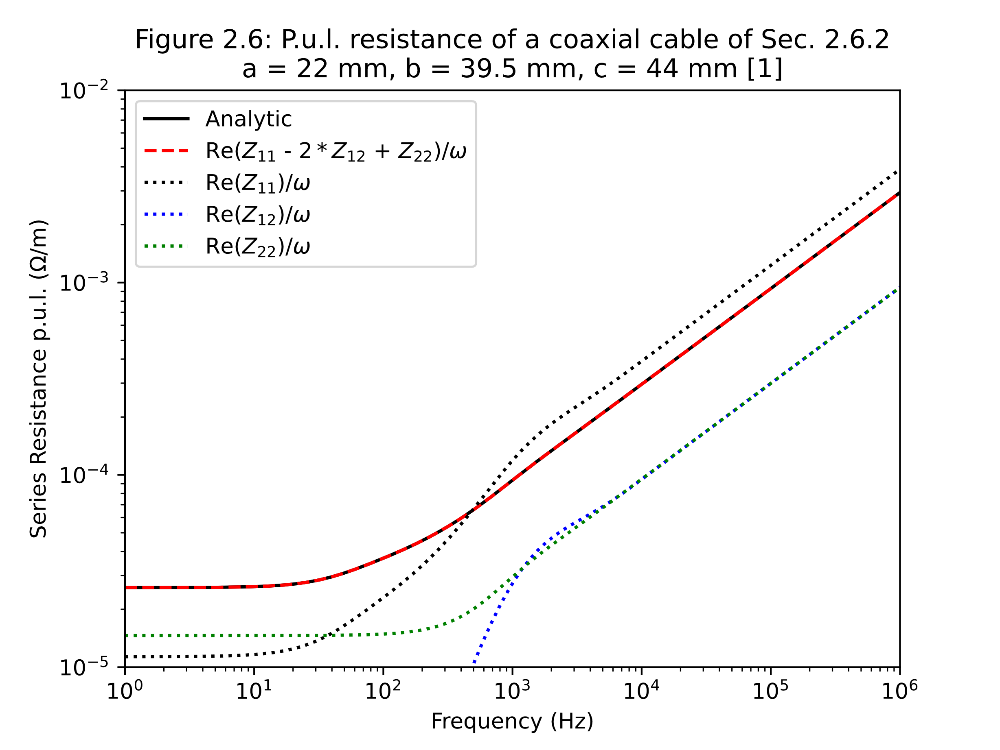 Figure 2.6: P.u.l. resistance of a coaxial cable of Sec. 2.6.2
a = 22 mm, b = 39.5 mm, c = 44 mm [1]
Series Resistance p.u.l. (Ω/m)
10⁻²
10⁻³
10⁻⁴
10⁻⁵
Analytic
Re(Z₁₁ - 2 * Z₁₂ + Z₂₂)/ω
Re(Z₁₁)/ω
Re(Z₁₂)/ω
Re(Z₂₂)/ω
10⁰ 10¹ 10² 10³ 10⁴ 10⁵ 10⁶
Frequency (Hz)